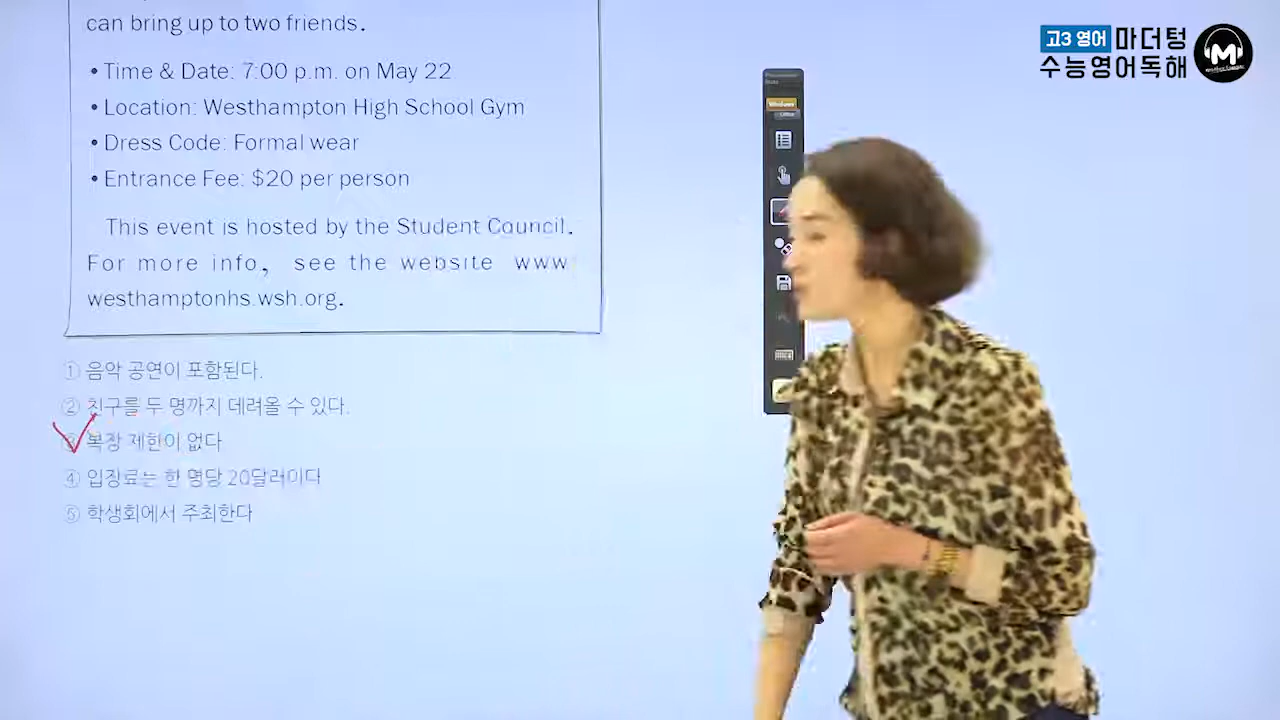 can bring up to two friends.
• Time & Date: 7:00 p.m. on May 22
• Location: Westhampton High School Gym
• Dress Code: Formal wear
• Entrance Fee: $20 per person
This event is hosted by the Student Council.
For more info, see the website www
westhamptonhs.wsh.org.
① 음악 공연이 포함된다.
② 친구를 두 명까지 데려올 수 있다.
③ 복장 제한이 없다
④ 입장료는 한 명당 20달러이다
⑤ 학생회에서 주최한다
고3 영어 마더텅
수능영어독해
M
Windows
Office